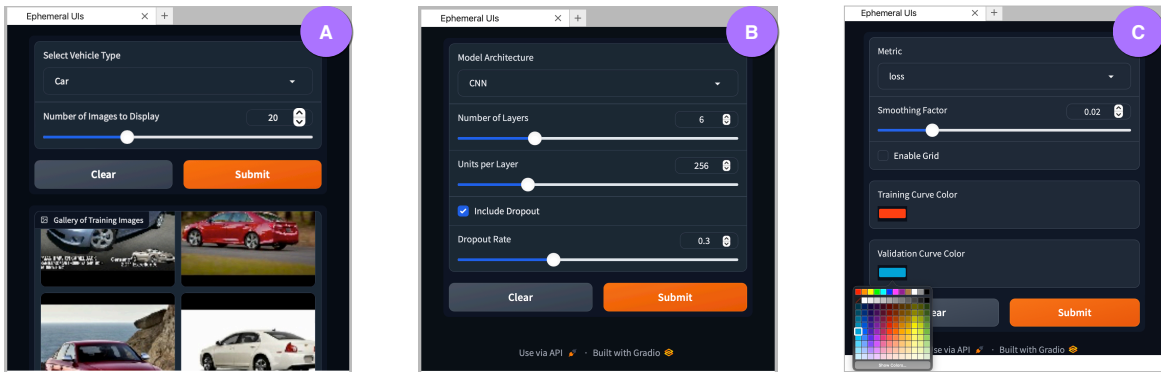 Ephemeral UIs
A
Select Vehicle Type
Car
Number of Images to Display
20
Clear
Submit
Gallery of Training Images
Ephemeral UIs
B
Model Architecture
CNN
Number of Layers
6
Units per Layer
256
Include Dropout
Dropout Rate
0.3
Clear
Submit
Use via API · Built with Gradio
Ephemeral UIs
C
Metric
loss
Smoothing Factor
0.02
Enable Grid
Training Curve Color
Validation Curve Color
ear
Submit
Show Colors...
se via API · Built with Gradio